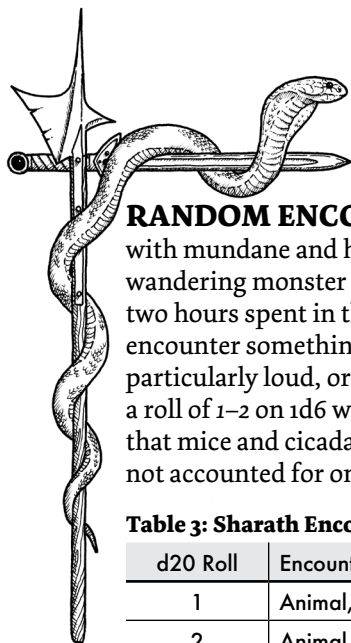 RANDOM ENCO
with mundane and h
wandering monster
two hours spent in th
encounter somethin
particularly loud, or
a roll of 1–2 on 1d6 w
that mice and cicada
not accounted for on
Table 3: Sharath Enco
d20 Roll Encount
1 Animal,
2 Animal